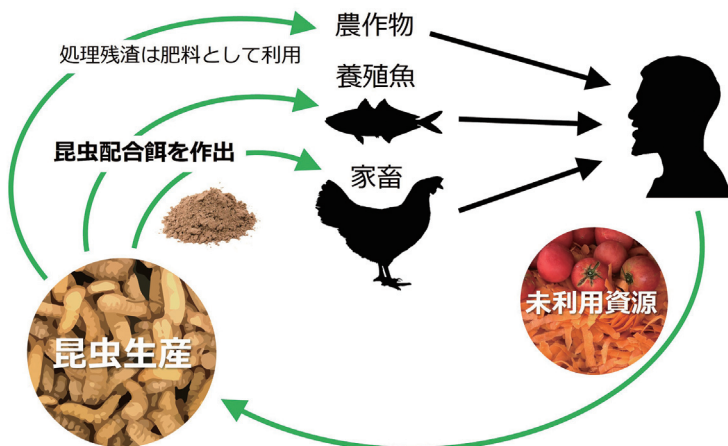 農作物
処理残渣は肥料として利用
養殖魚
昆虫配合餌を作出
家畜
未利用資源
昆虫生産